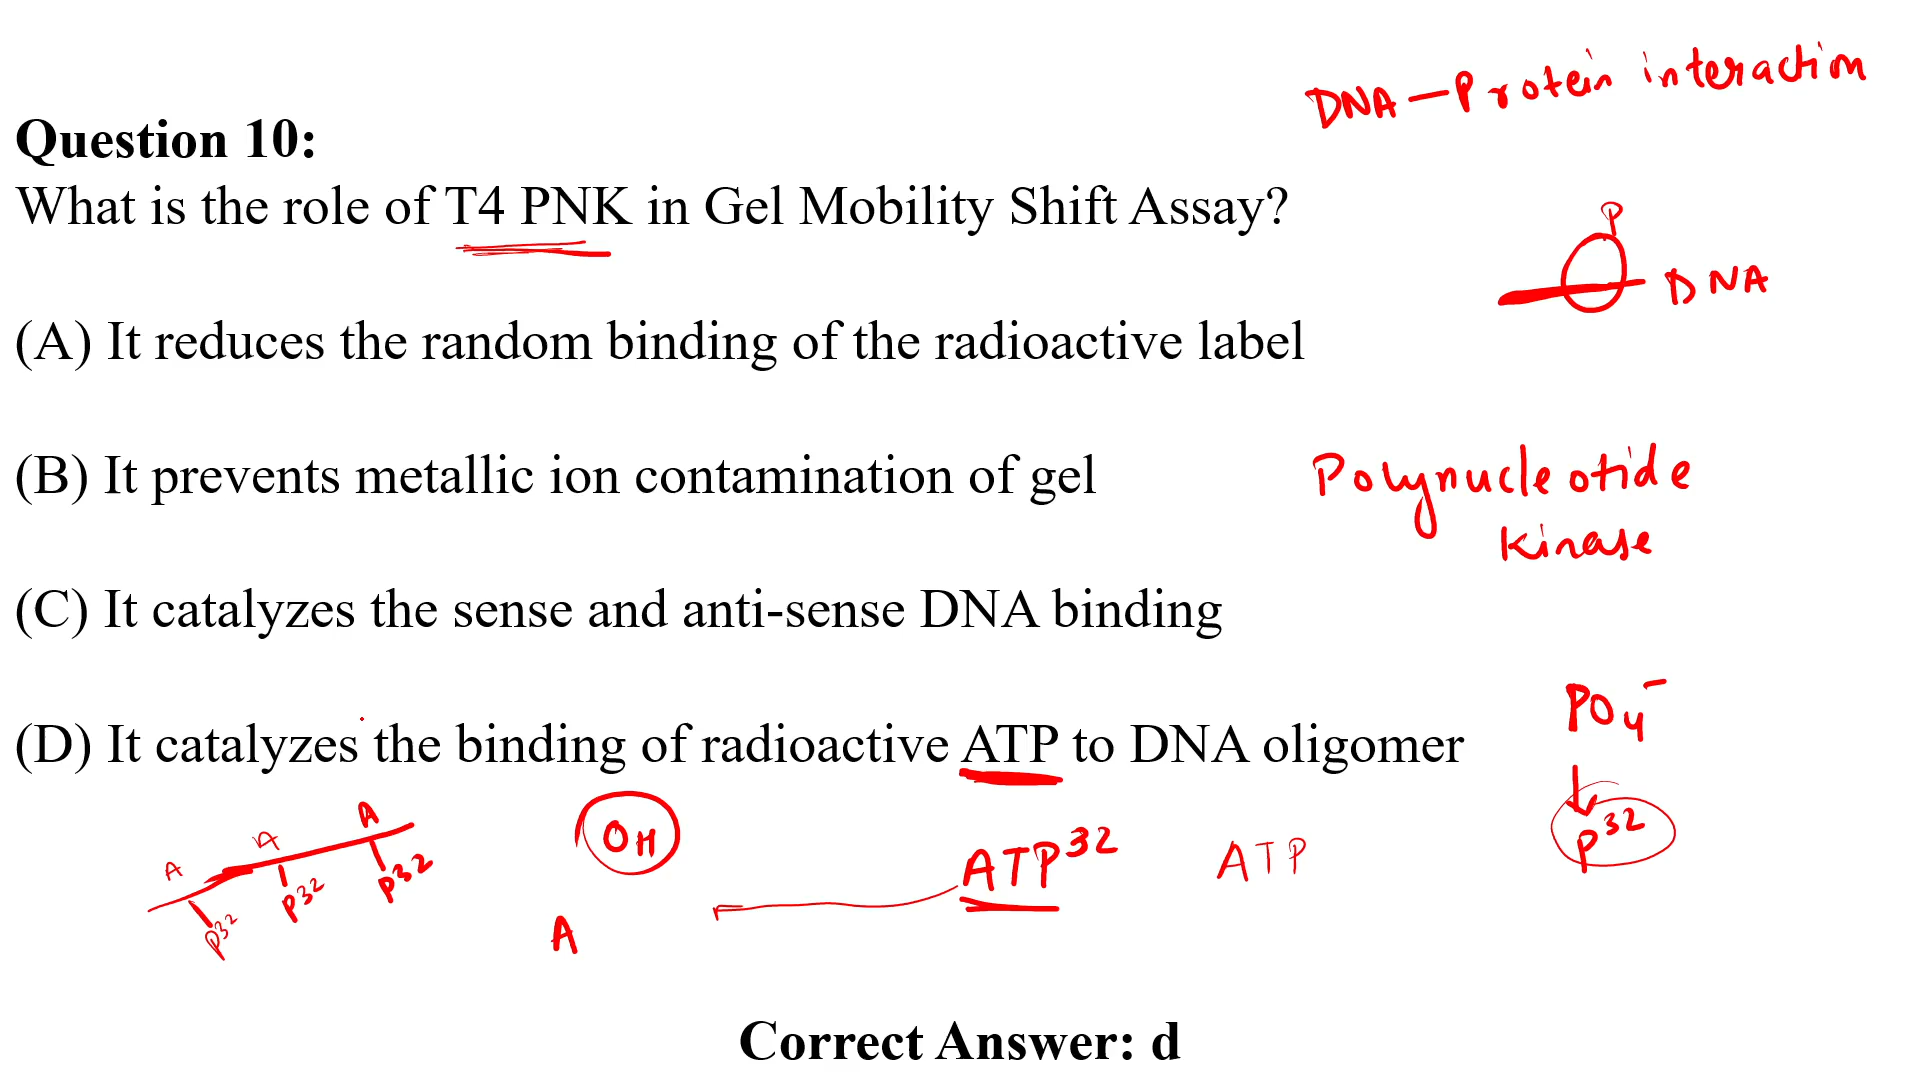 DNA - Protein interaction
Question 10:
What is the role of T4 PNK in Gel Mobility Shift Assay?
P
DNA
(A) It reduces the random binding of the radioactive label
(B) It prevents metallic ion contamination of gel
Polynucleotide
Kinase
(C) It catalyzes the sense and anti-sense DNA binding
PO4-
(D) It catalyzes the binding of radioactive ATP to DNA oligomer
A A A
OH
ATP32
ATP
P32
P32 P32 P32
A
Correct Answer: d